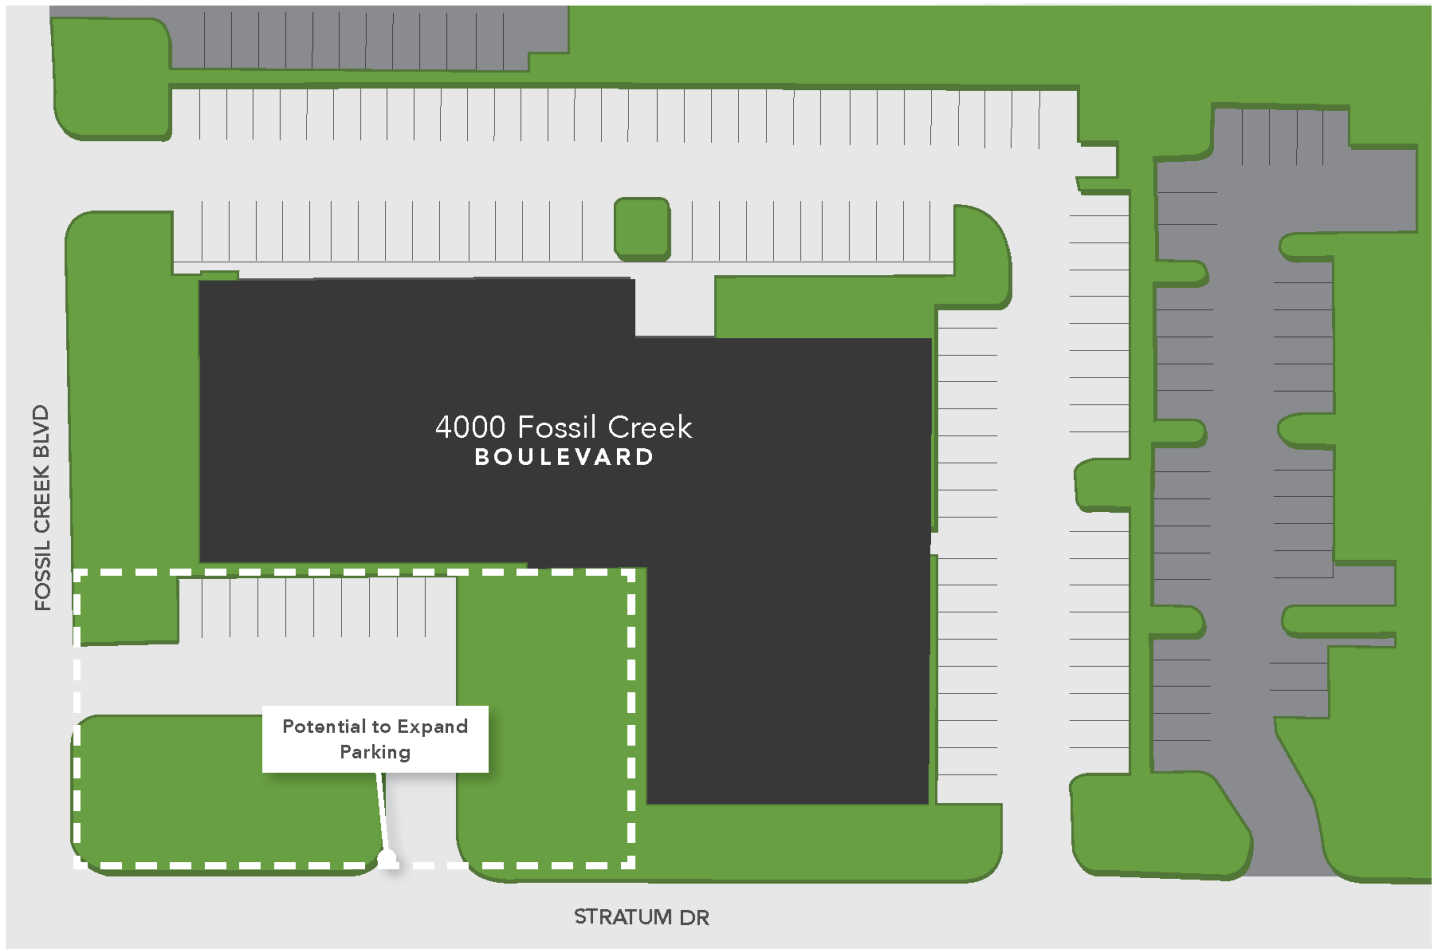 4000 Fossil Creek
BOULEVARD
FOSSIL CREEK BLVD
Potential to Expand
Parking
STRATUM DR